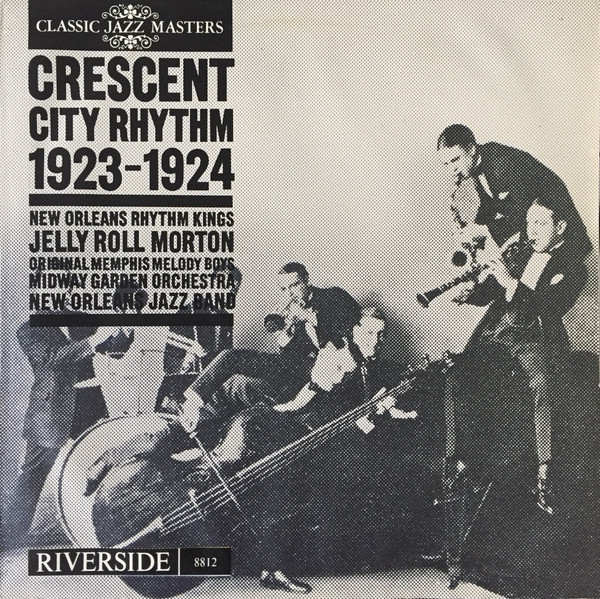 CLASSIC JAZZ MASTERS
CRESCENT
CITY RHYTHM
1923-1924
NEW ORLEANS RHYTHM KINGS
JELLY ROLL MORTON
ORIGINAL MEMPHIS MELODY BOYS
MIDWAY GARDEN ORCHESTRA
NEW ORLEANS JAZZ BAND
RIVERSIDE 8812